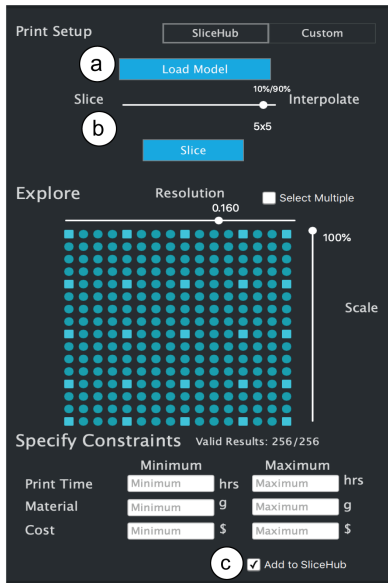 Print Setup SliceHub Custom
a
Load Model
10%/90%
Slice Interpolate
b
5x5
Slice
Explore Resolution Select Multiple
0.160
100%
Scale
Specify Constraints Valid Results: 256/256
Minimum Maximum
Print Time Minimum hrs Maximum hrs
Material Minimum g Maximum g
Cost Minimum $ Maximum $
c Add to SliceHub